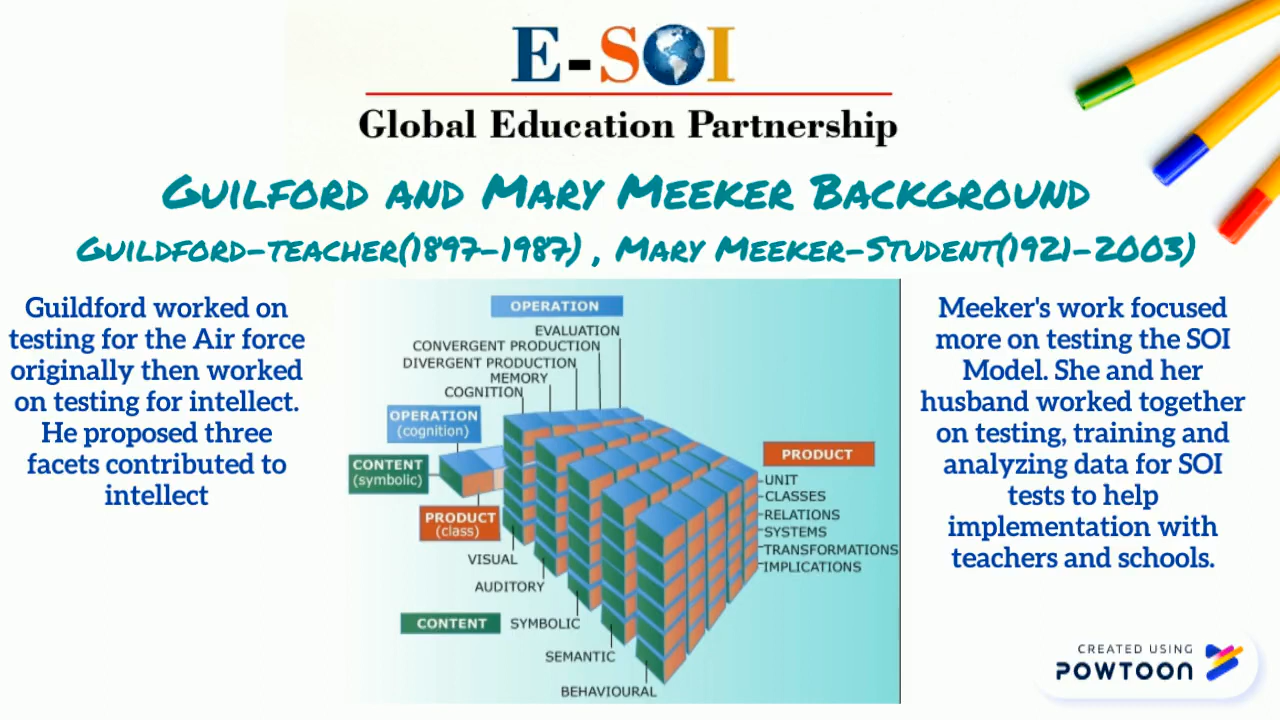 E-SOI
Global Education Partnership
Guilford and Mary Meeker Background
Guildford-teacher(1897-1987) , Mary Meeker-Student(1921-2003)
Guildford worked on
testing for the Air force
originally then worked
on testing for intellect.
He proposed three
facets contributed to
intellect
OPERATION
EVALUATION
CONVERGENT PRODUCTION
DIVERGENT PRODUCTION
MEMORY
COGNITION
OPERATION
(cognition)
CONTENT
(symbolic)
PRODUCT
(class)
VISUAL
AUDITORY
CONTENT
SYMBOLIC
SEMANTIC
BEHAVIOURAL
PRODUCT
UNIT
CLASSES
RELATIONS
SYSTEMS
TRANSFORMATIONS
IMPLICATIONS
Meeker's work focused
more on testing the SOI
Model. She and her
husband worked together
on testing, training and
analyzing data for SOI
tests to help
implementation with
teachers and schools.
CREATED USING
POWTOON